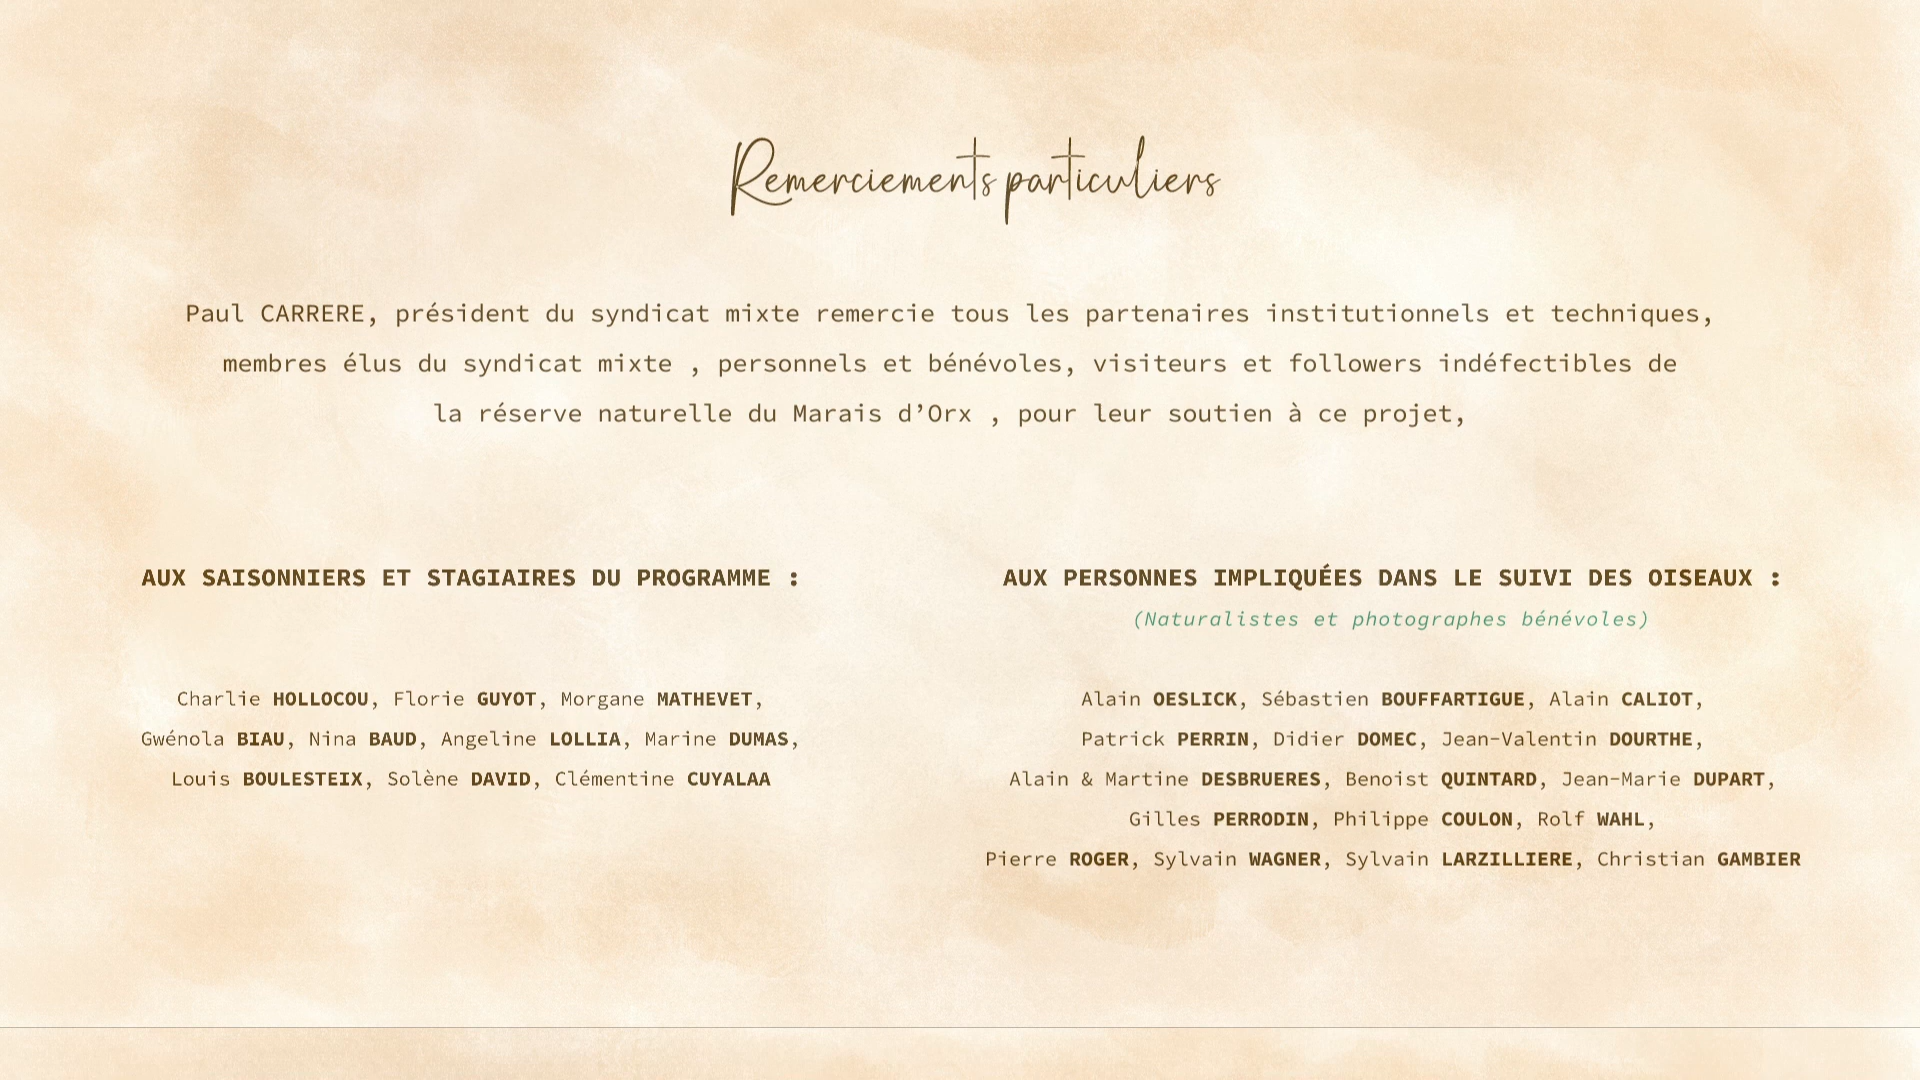 Remerciements particuliers
Paul CARRERE, président du syndicat mixte remercie tous les partenaires institutionnels et techniques,
membres élus du syndicat mixte , personnels et bénévoles, visiteurs et followers indéfectibles de
la réserve naturelle du Marais d’Orx , pour leur soutien à ce projet,
AUX SAISONNIERS ET STAGIAIRES DU PROGRAMME :
Charlie HOLLOCOU, Florie GUYOT, Morgane MATHEVET,
Gwénola BIAU, Nina BAUD, Angeline LOLLIA, Marine DUMAS,
Louis BOULESTEIX, Solène DAVID, Clémentine CUYALAA
AUX PERSONNES IMPLIQUÉES DANS LE SUIVI DES OISEAUX :
(Naturalistes et photographes bénévoles)
Alain OESLICK, Sébastien BOUFFARTIGUE, Alain CALIOT,
Patrick PERRIN, Didier DOMEC, Jean-Valentin DOURTHE,
Alain & Martine DESBRUERES, Benoist QUINTARD, Jean-Marie DUPART,
Gilles PERRODIN, Philippe COULON, Rolf WAHL,
Pierre ROGER, Sylvain WAGNER, Sylvain LARZILLIERE, Christian GAMBIER